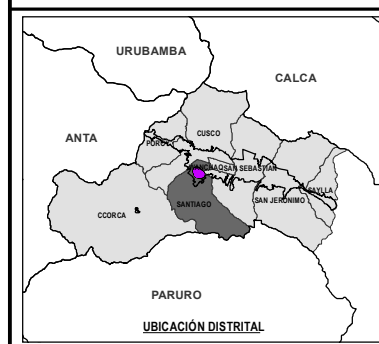 URUBAMBA
CALCA
ANTA
CUSCO
POROY
SAN SEBASTIAN
SAYLLA
CCORCA
SANTIAGO
SAN JERONIMO
PARURO
UBICACIÓN DISTRITAL